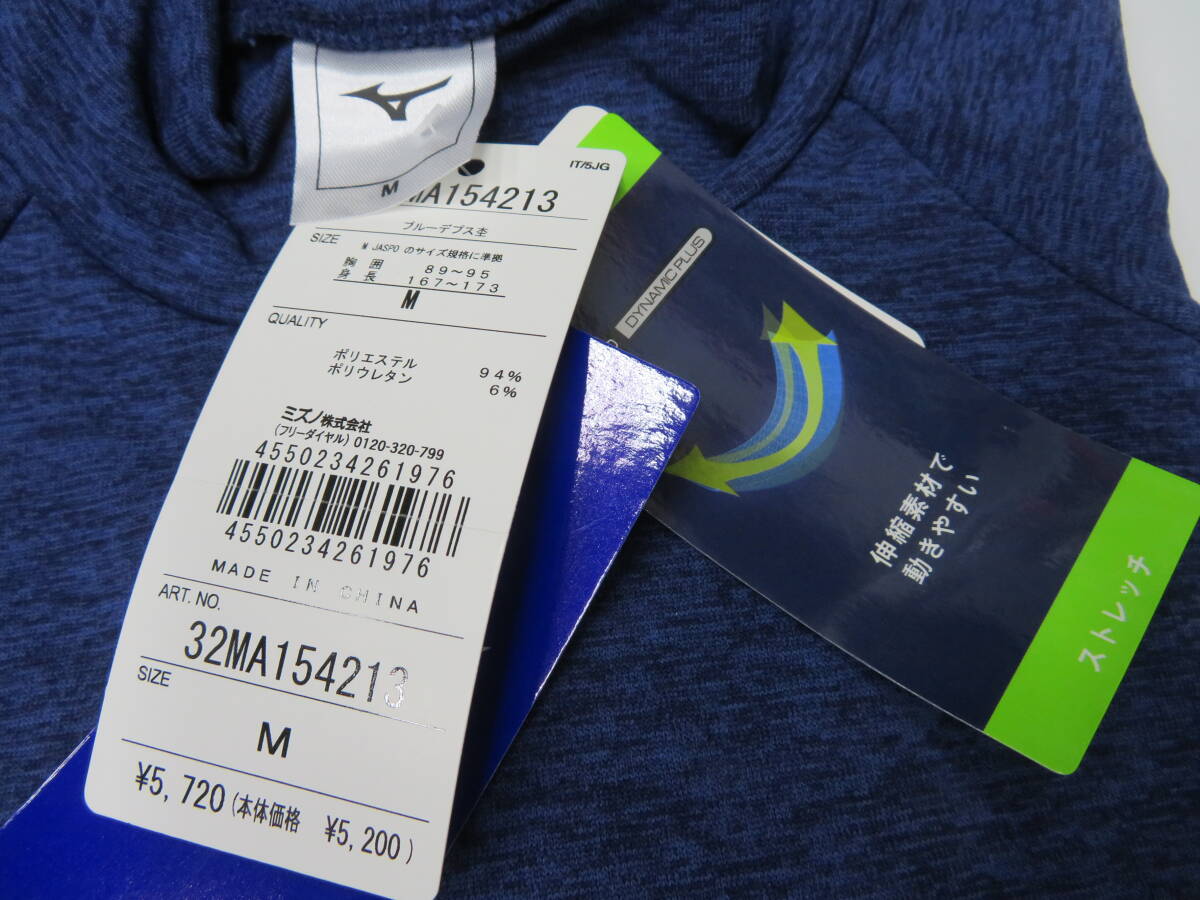 M
IT/5JG
MA154213
ブルーデプス杢
SIZE
M JASPO のサイズ規格に準拠
胸 囲 89～95
身 長 167～173
M
QUALITY
ポリエステル 94%
ポリウレタン 6%
ミズノ株式会社
(フリーダイヤル) 0120-320-799
4550234261976
4550234261976
MADE IN CHINA
ART. NO.
32MA154213
SIZE
M
¥5,720(本体価格 ¥5,200)
DYNAMIC PLUS
伸縮素材で
動きやすい
ストレッチ